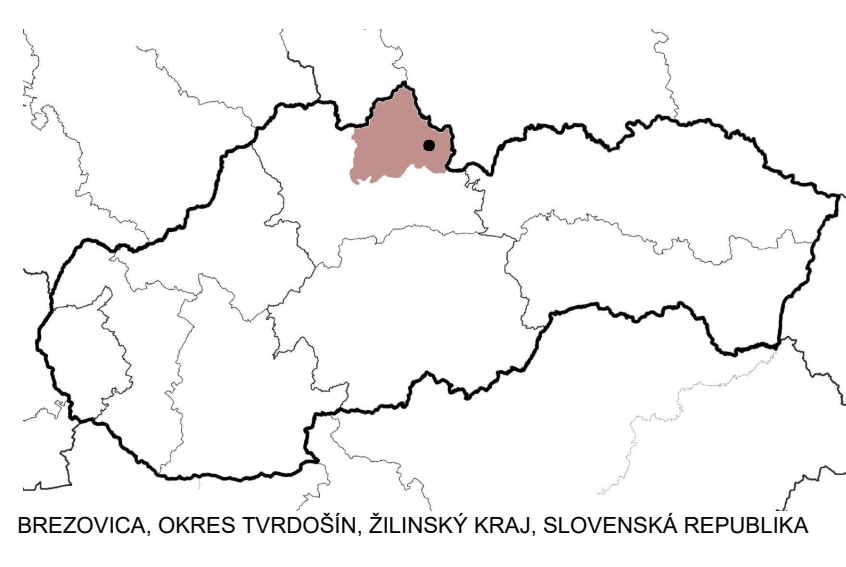 BREZOVICA, OKRES TVRDOŠÍN, ŽILINSKÝ KRAJ, SLOVENSKÁ REPUBLIKA